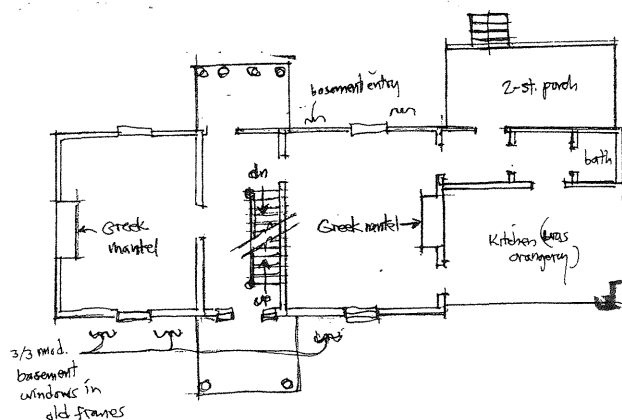 basement entry
2-st. porch
bath
dn
Greek
mantel
Greek mantel
Kitchen (was
orangery)
up
3/3 mod.
basement
windows in
old frames